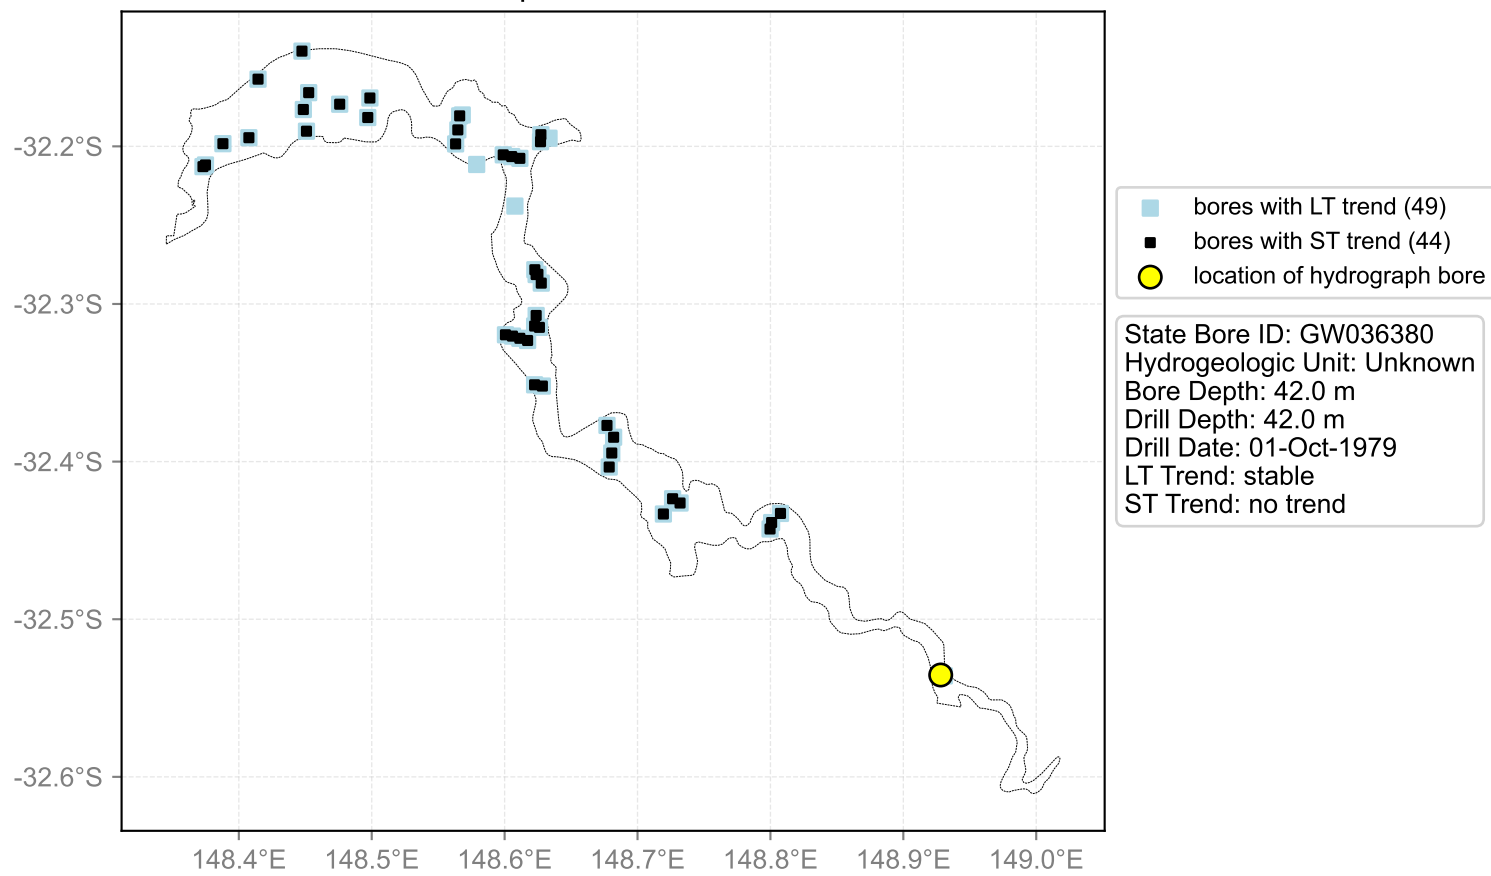 -32.2°S
-32.3°S
-32.4°S
-32.5°S
-32.6°S
148.4°E 148.5°E 148.6°E 148.7°E 148.8°E 148.9°E 149.0°E
bores with LT trend (49)
bores with ST trend (44)
location of hydrograph bore
State Bore ID: GW036380
Hydrogeologic Unit: Unknown
Bore Depth: 42.0 m
Drill Depth: 42.0 m
Drill Date: 01-Oct-1979
LT Trend: stable
ST Trend: no trend